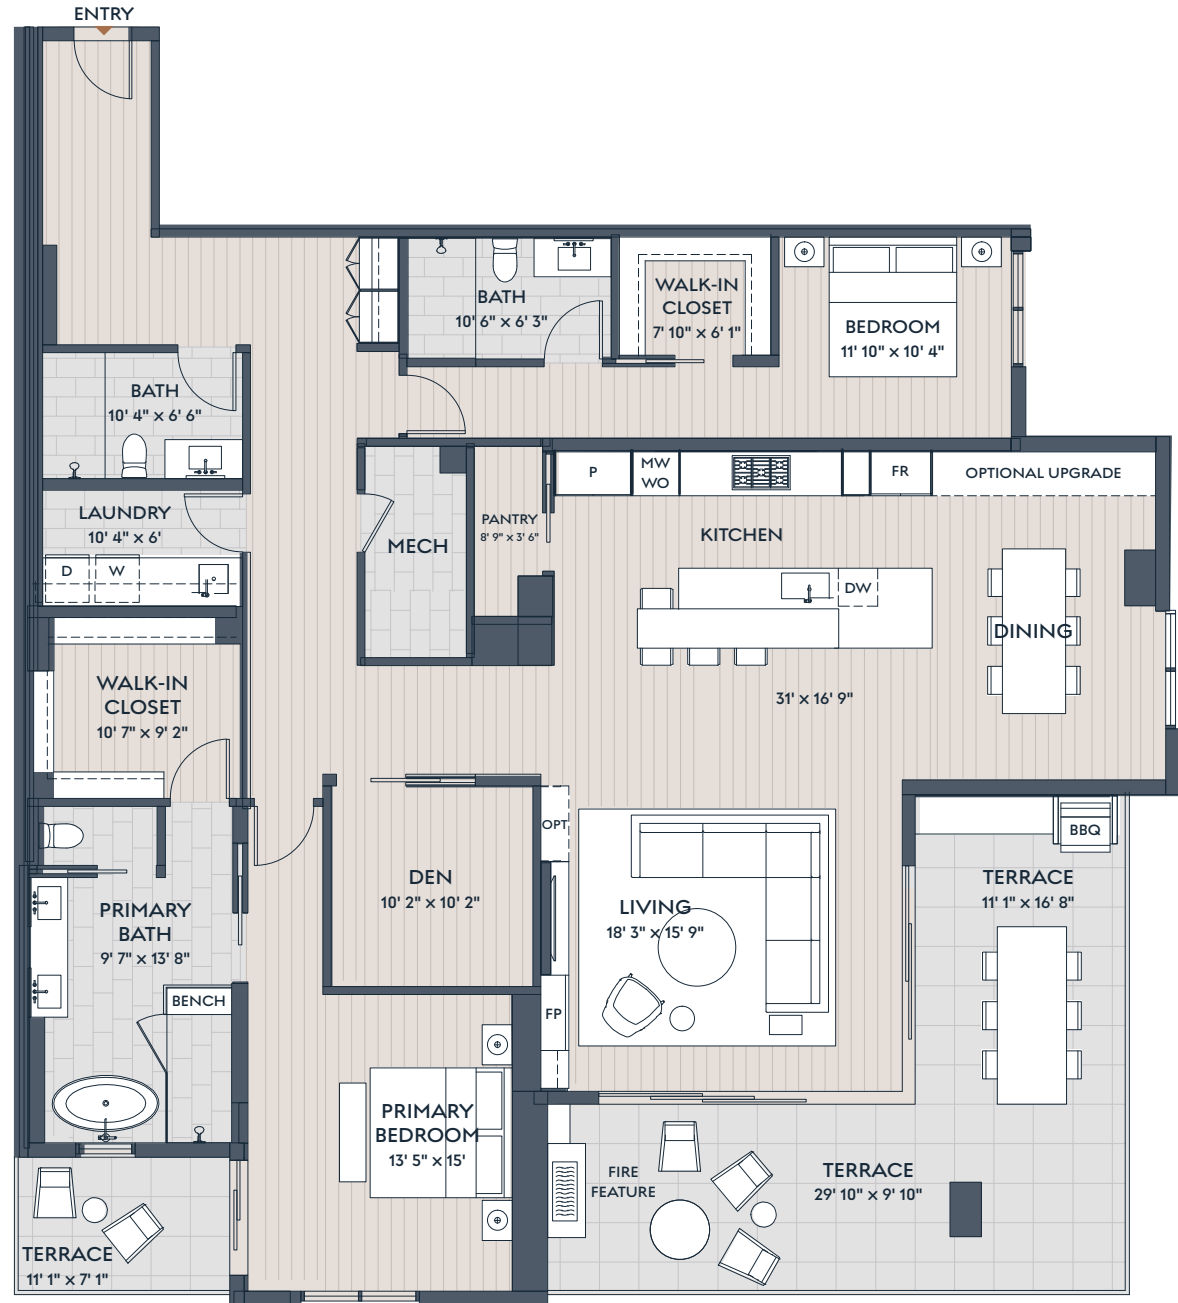 ENTRY
BATH
10' 6" x 6' 3"
WALK-IN
CLOSET
7' 10" x 6' 1"
BEDROOM
11' 10" x 10' 4"
BATH
10' 4" x 6' 6"
LAUNDRY
10' 4" x 6'
D
W
MECH
PANTRY
8' 9" x 3' 6"
P
MW
WO
FR
OPTIONAL UPGRADE
KITCHEN
DW
DINING
31' x 16' 9"
WALK-IN
CLOSET
10' 7" x 9' 2"
OPT
BBQ
DEN
10' 2" x 10' 2"
LIVING
18' 3" x 15' 9"
TERRACE
11' 1" x 16' 8"
PRIMARY
BATH
9' 7" x 13' 8"
BENCH
FP
PRIMARY
BEDROOM
13' 5" x 15'
FIRE
FEATURE
TERRACE
29' 10" x 9' 10"
TERRACE
11' 1" x 7' 1"